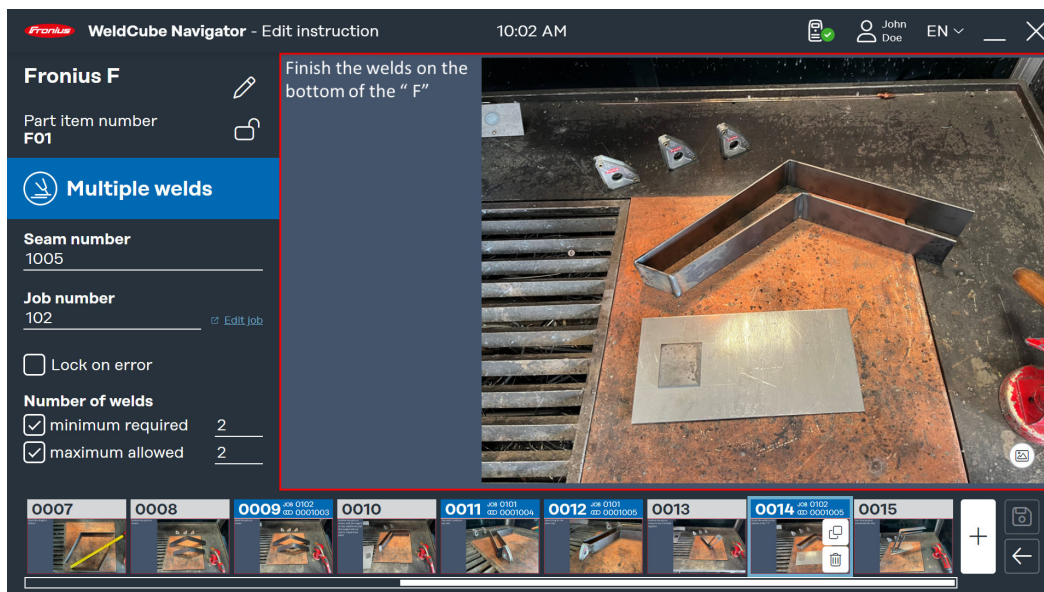 Fronius WeldCube Navigator - Edit instruction
10:02 AM
John
Doe
EN
Fronius F
Part item number
F01
Multiple welds
Seam number
1005
Job number
102
Edit job
Lock on error
Number of welds
minimum required 2
maximum allowed 2
Finish the welds on the
bottom of the “ F”
0007
0008
0009 JOB 0102
0001003
0010
0011 JOB 0101
0001004
0012 JOB 0101
0001005
0013
0014 JOB 0102
0001005
0015
+